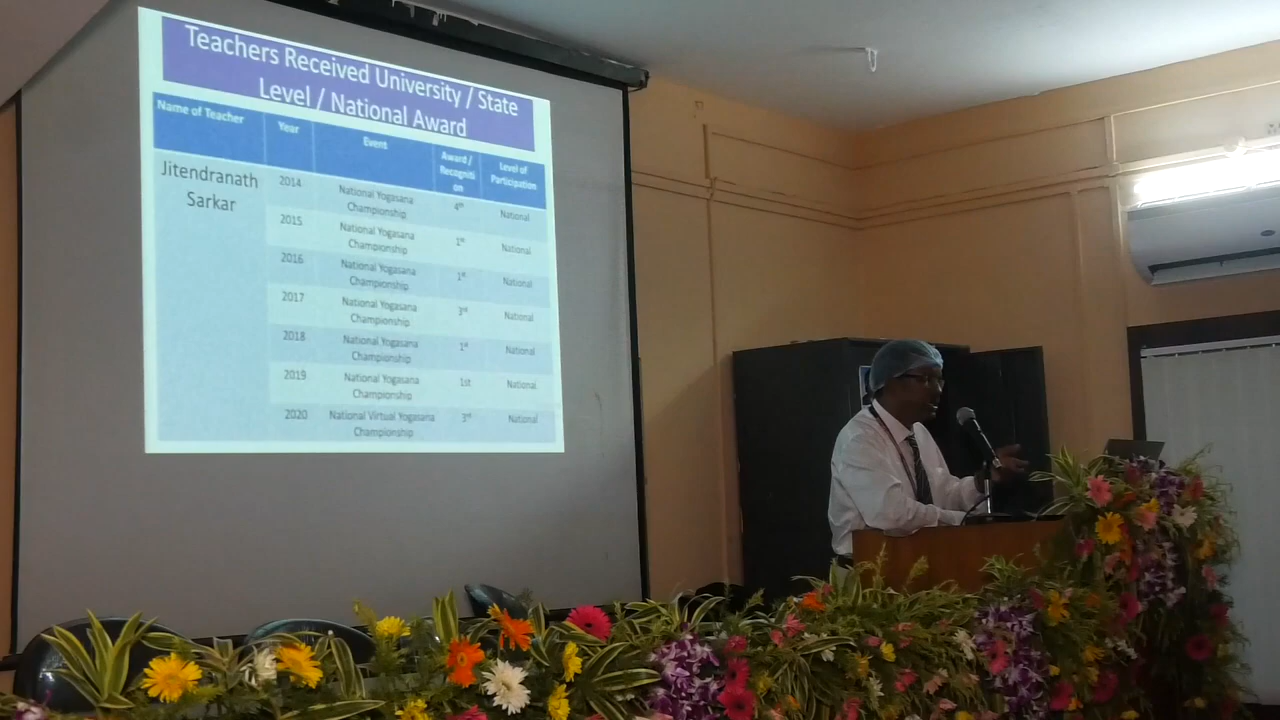 Teachers Received University / State
Level / National Award
Name of Teacher Year Event Award / Recogniti on Level of Participation
Jitendranath Sarkar 2014 National Yogasana Championship 4th National
2015 National Yogasana Championship 1st National
2016 National Yogasana Championship 1st National
2017 National Yogasana Championship 3rd National
2018 National Yogasana Championship 1st National
2019 National Yogasana Championship 1st National
2020 National Virtual Yogasana Championship 3rd National